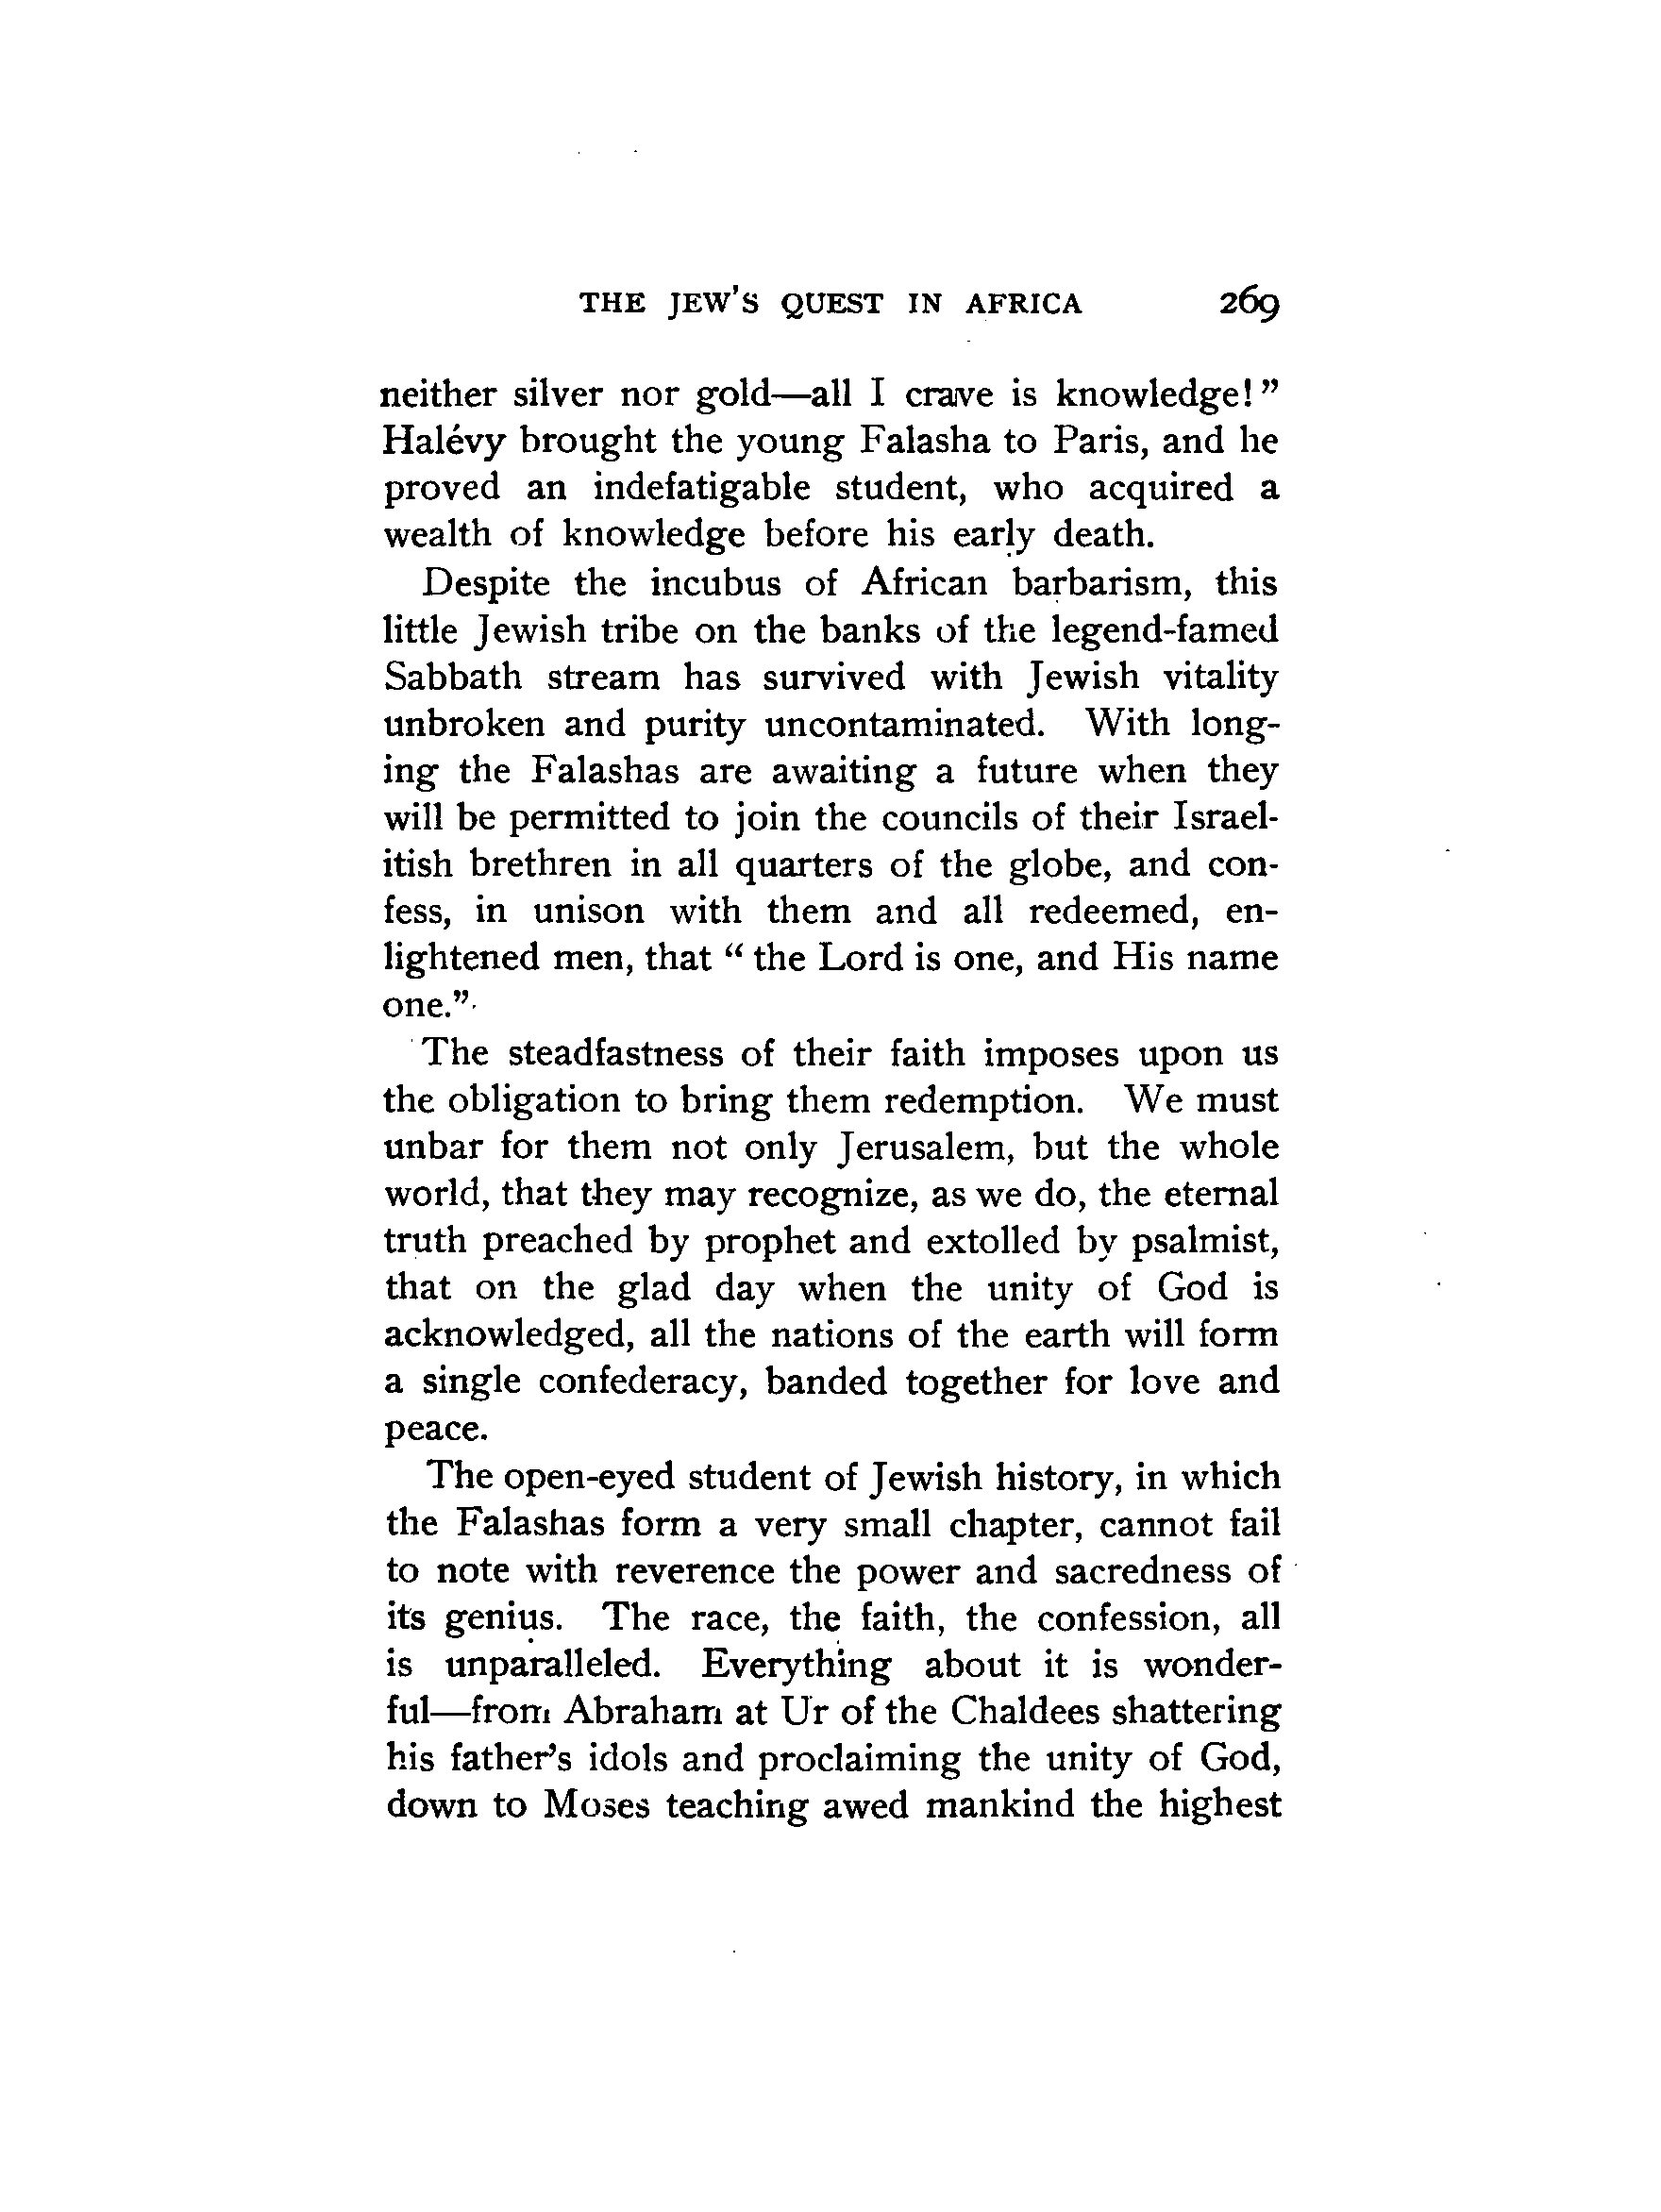 THE JEW'S QUEST IN AFRICA 269
neither silver nor gold—all I crave is knowledge!”
Halévy brought the young Falasha to Paris, and he
proved an indefatigable student, who acquired a
wealth of knowledge before his early death.
Despite the incubus of African barbarism, this
little Jewish tribe on the banks of the legend-famed
Sabbath stream has survived with Jewish vitality
unbroken and purity uncontaminated. With long-
ing the Falashas are awaiting a future when they
will be permitted to join the councils of their Israel-
itish brethren in all quarters of the globe, and con-
fess, in unison with them and all redeemed, en-
lightened men, that “ the Lord is one, and His name
one.”
The steadfastness of their faith imposes upon us
the obligation to bring them redemption. We must
unbar for them not only Jerusalem, but the whole
world, that they may recognize, as we do, the eternal
truth preached by prophet and extolled by psalmist,
that on the glad day when the unity of God is
acknowledged, all the nations of the earth will form
a single confederacy, banded together for love and
peace.
The open-eyed student of Jewish history, in which
the Falashas form a very small chapter, cannot fail
to note with reverence the power and sacredness of
its genius. The race, the faith, the confession, all
is unparalleled. Everything about it is wonder-
ful—from Abraham at Ur of the Chaldees shattering
his father's idols and proclaiming the unity of God,
down to Moses teaching awed mankind the highest